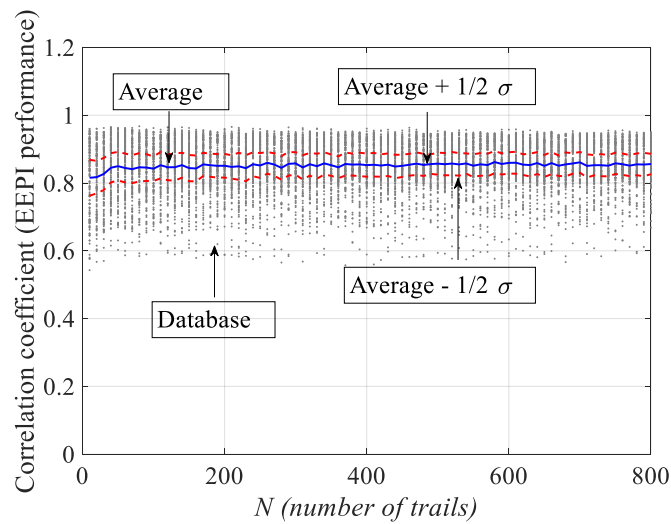 1.2
1
0.8
0.6
0.4
0.2
0
Correlation coefficient (EEPI performance)
Average
Average + 1/2 σ
Database
Average - 1/2 σ
0
200
400
600
800
N (number of trails)